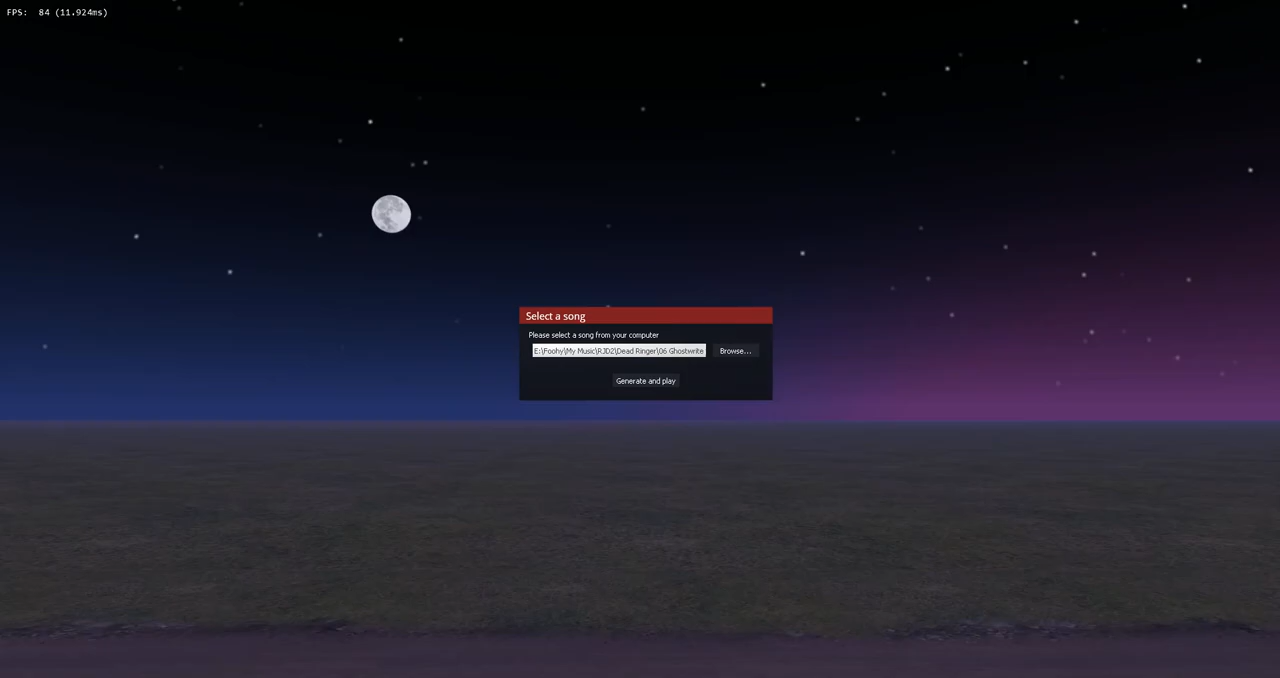 FPS: 84 (11.924ms)
Select a song
Please select a song from your computer
E:\Foohy\My Music\RJD2\Dead Ringer\06 Ghostwrite
Browse...
Generate and play